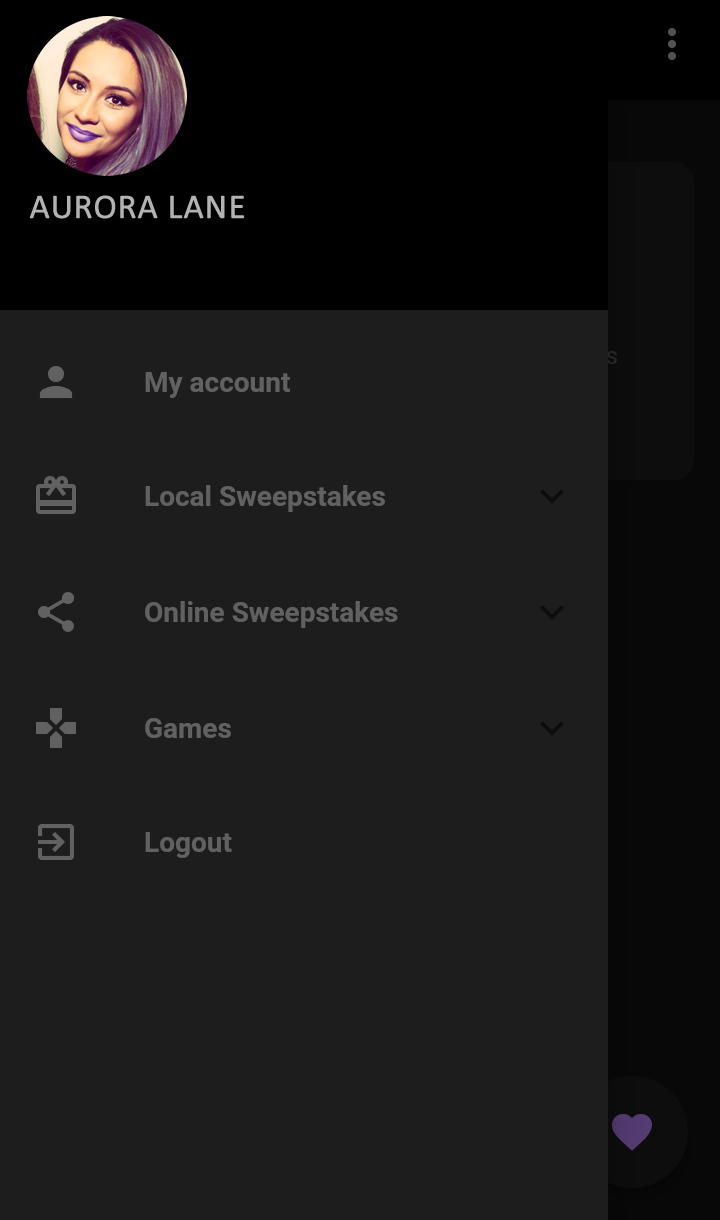 AURORA LANE
s
My account
Local Sweepstakes
Online Sweepstakes
Games
Logout